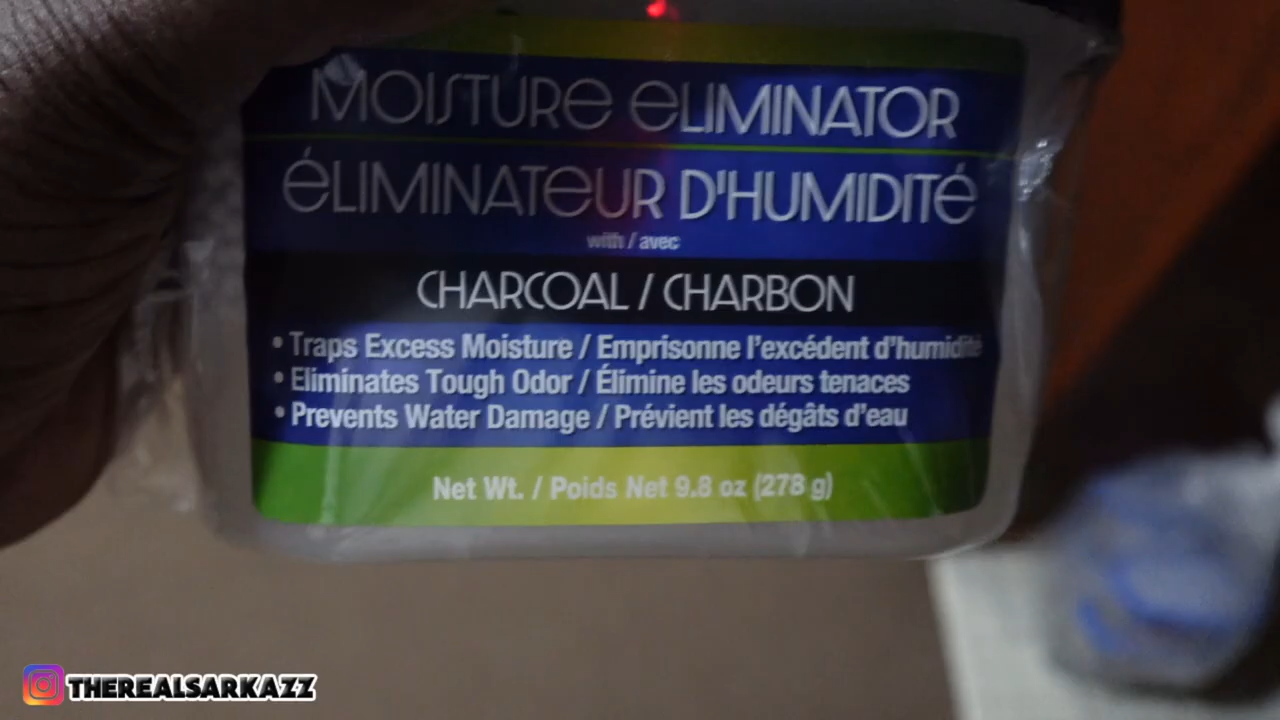 MOISTURE ELIMINATOR
ÉLIMINATEUR D'HUMIDITÉ
with / avec
CHARCOAL / CHARBON
• Traps Excess Moisture / Emprisonne l'excédent d'humidité
• Eliminates Tough Odor / Élimine les odeurs tenaces
• Prevents Water Damage / Prévient les dégâts d'eau
Net Wt. / Poids Net 9.8 oz (278 g)
THEREALSARKAZZ